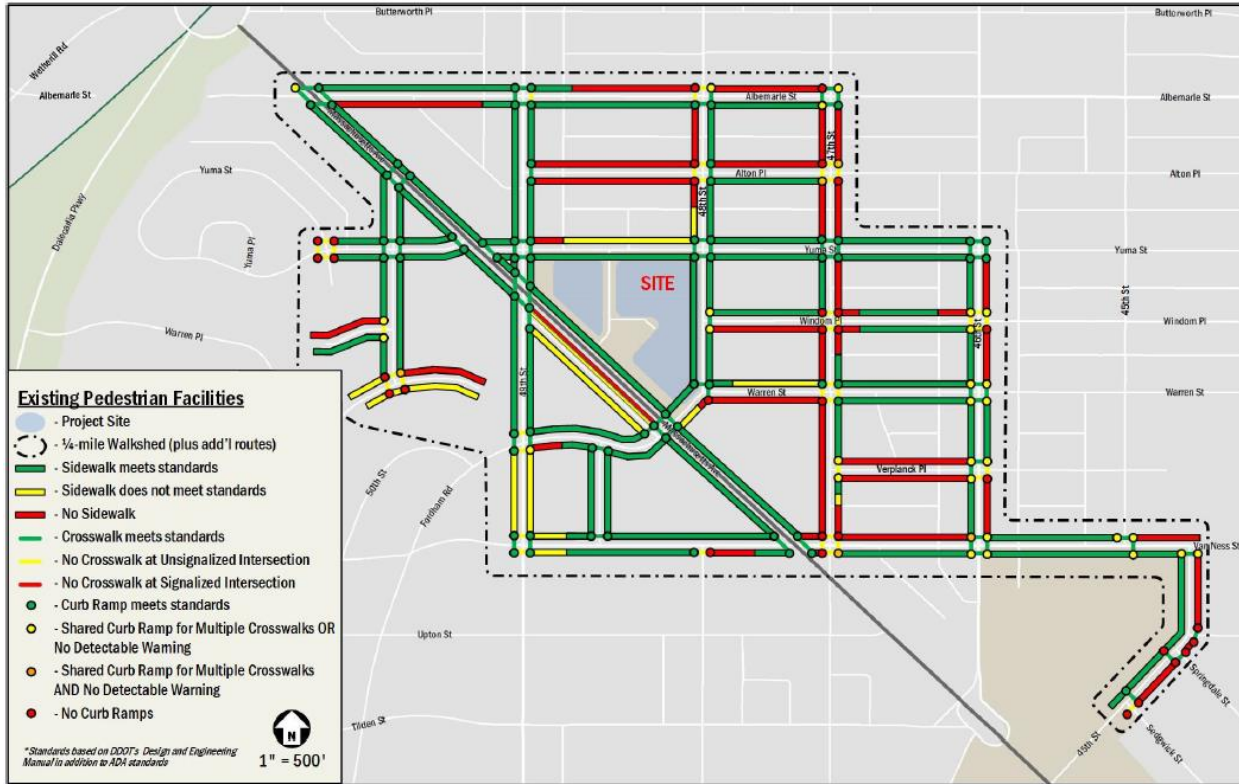 Butterworth Pl
Butterworth Pl
Wetherill Rd
Albemarle St
Albemarle St
Albemarle St
Massachusetts Ave
47th St
Yuma St
Alton Pl
Alton Pl
48th St
Dalecarlia Pkwy
Yuma Pl
Yuma St
Yuma St
SITE
45th St
Warren Pl
Windom Pl
Windom Pl
46th St
49th St
Warren St
Warren St
Massachusetts Ave
Verplanck Pl
50th St
Fordham Rd
Van Ness St
Upton St
Springdale St
Tilden St
45th St
Sedgwick St
Existing Pedestrian Facilities
- Project Site
- ¼-mile Walkshed (plus add'l routes)
- Sidewalk meets standards
- Sidewalk does not meet standards
- No Sidewalk
- Crosswalk meets standards
- No Crosswalk at Unsignalized Intersection
- No Crosswalk at Signalized Intersection
- Curb Ramp meets standards
- Shared Curb Ramp for Multiple Crosswalks OR
No Detectable Warning
- Shared Curb Ramp for Multiple Crosswalks
AND No Detectable Warning
- No Curb Ramps
*Standards based on DDOT's Design and Engineering
Manual in addition to ADA standards
N
1" = 500'